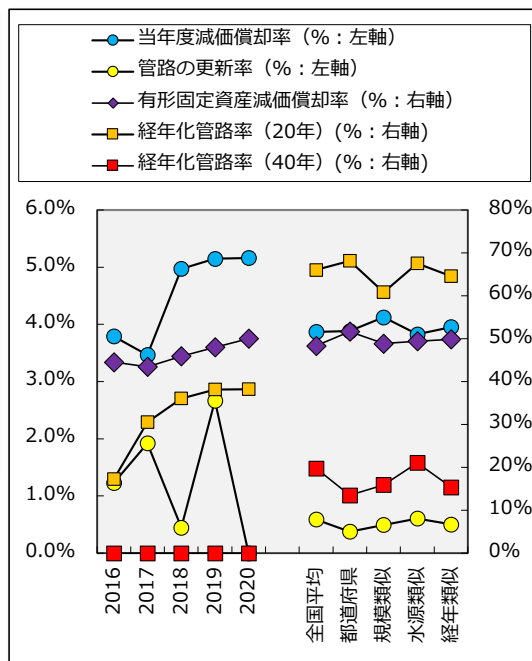 当年度減価償却率（%：左軸）
管路の更新率（%：左軸）
有形固定資産減価償却率（%：右軸）
経年化管路率（20年）(%：右軸)
経年化管路率（40年）(%：右軸)
6.0%
5.0%
4.0%
3.0%
2.0%
1.0%
0.0%
80%
70%
60%
50%
40%
30%
20%
10%
0%
2016
2017
2018
2019
2020
全国平均
都道府県
規模類似
水源類似
経年類似